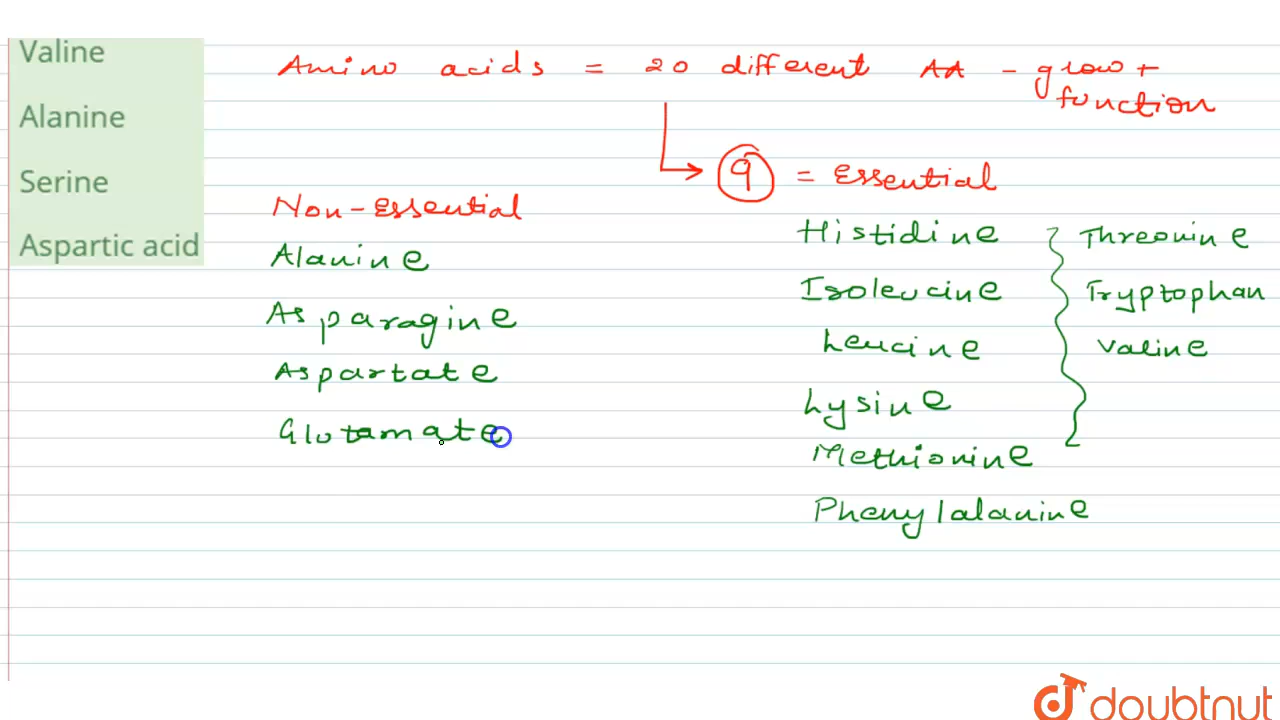 Valine
Alanine
Serine
Aspartic acid
Amino acids = 20 different AA - grow +
function
9 = Essential
Non-Essential
Alanine
Asparagine
Aspartate
Glutamate
Histidine
Isoleucine
Leucine
Lysine
Methionine
Phenylalanine
Threonine
Tryptophan
Valine
doubtnut